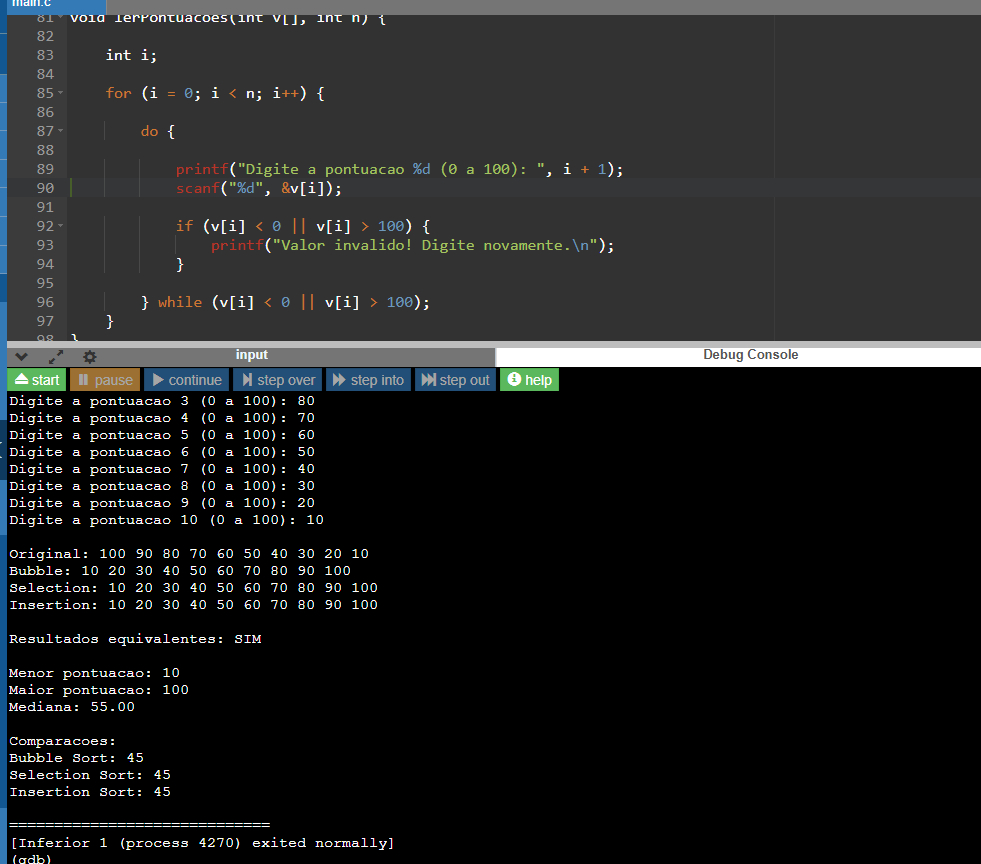 main.c
81 void lerPontuacoes(int v[], int n) {
82
83 int i;
84
85 for (i = 0; i < n; i++) {
86
87 do {
88
89 printf("Digite a pontuacao %d (0 a 100): ", i + 1);
90 scanf("%d", &v[i]);
91
92 if (v[i] < 0 || v[i] > 100) {
93 printf("Valor invalido! Digite novamente.\n");
94 }
95
96 } while (v[i] < 0 || v[i] > 100);
97 }
98 }
input Debug Console
start pause continue step over step into step out help
Digite a pontuacao 3 (0 a 100): 80
Digite a pontuacao 4 (0 a 100): 70
Digite a pontuacao 5 (0 a 100): 60
Digite a pontuacao 6 (0 a 100): 50
Digite a pontuacao 7 (0 a 100): 40
Digite a pontuacao 8 (0 a 100): 30
Digite a pontuacao 9 (0 a 100): 20
Digite a pontuacao 10 (0 a 100): 10
Original: 100 90 80 70 60 50 40 30 20 10
Bubble: 10 20 30 40 50 60 70 80 90 100
Selection: 10 20 30 40 50 60 70 80 90 100
Insertion: 10 20 30 40 50 60 70 80 90 100
Resultados equivalentes: SIM
Menor pontuacao: 10
Maior pontuacao: 100
Mediana: 55.00
Comparacoes:
Bubble Sort: 45
Selection Sort: 45
Insertion Sort: 45
=============================
[Inferior 1 (process 4270) exited normally]
(gdb)